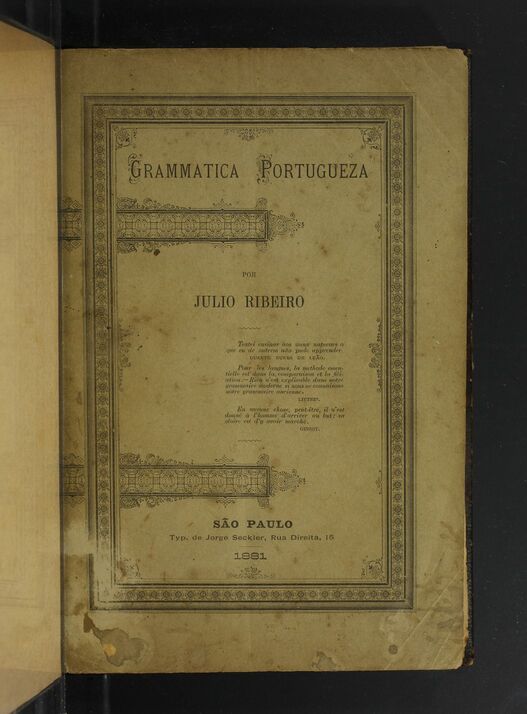 GRAMMATICA PORTUGUEZA
POR
JULIO RIBEIRO
Tentei ensinar aos meus naturaes o
que eu de outrem não pude apprender.
DUARTE NUNES DE LEÃO.
Pour les langues, la méthode essen-
tielle est dans la comparaison et la fili-
ation:—Rien n'est explicable dans notre
grammaire moderne si nous ne connaissons
notre grammaire ancienne.
LITTRÉ.
En aucune chose, peut-être, il n'est
donné à l'homme d'arriver au but: sa
gloire est d'y avoir marché.
GUIZOT.
SÃO PAULO
Typ. de Jorge Seckler, Rua Direita, 15
1881